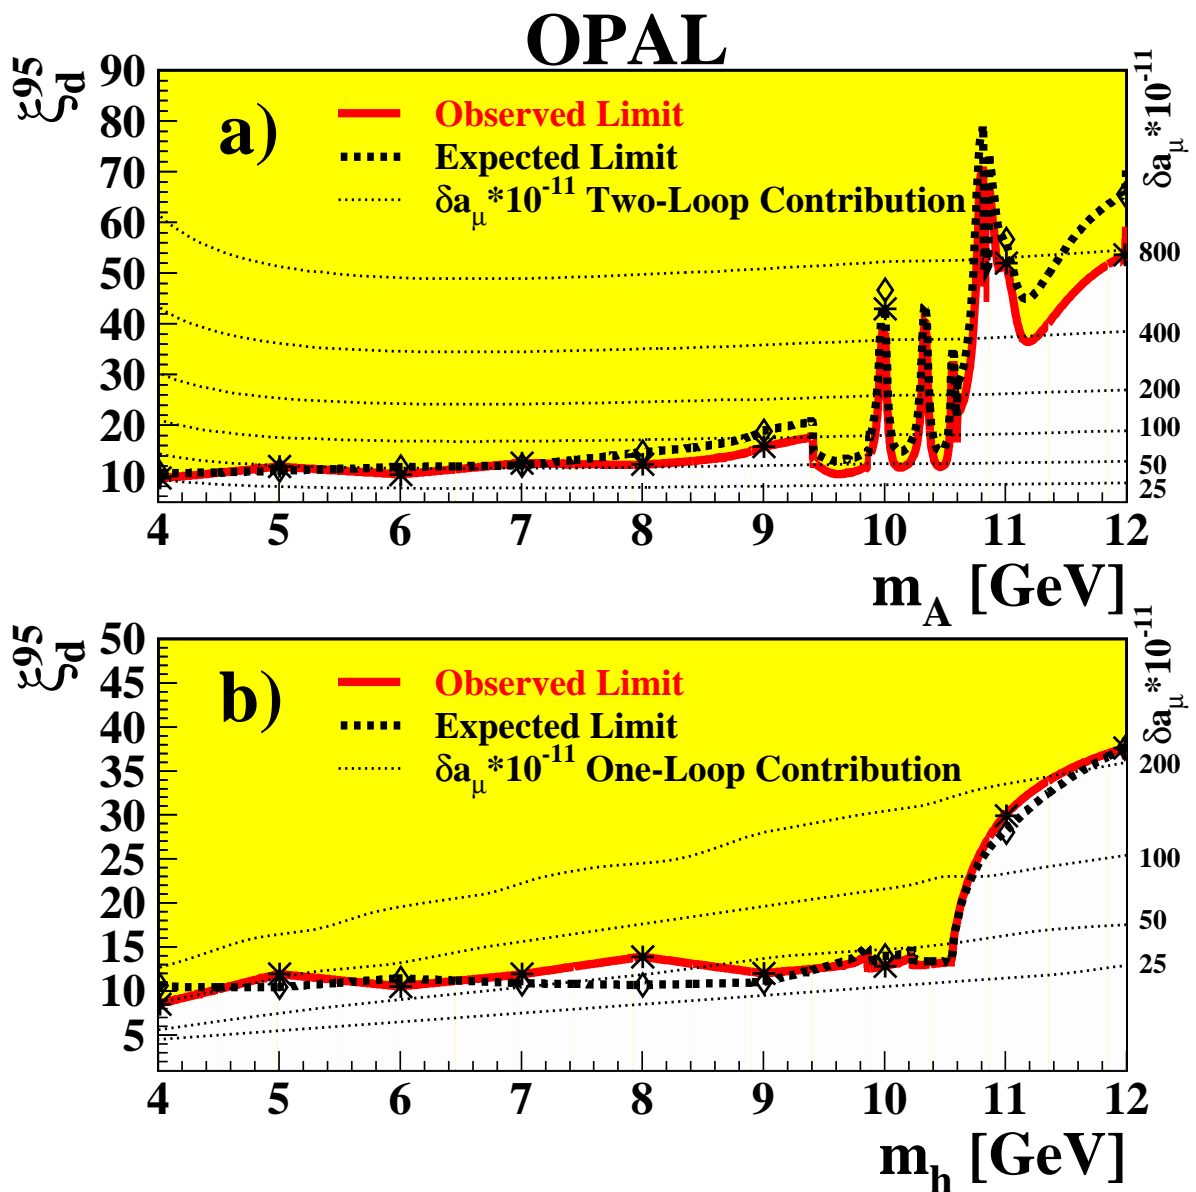 OPAL
ξ_d^95
90
80
70
60
50
40
30
20
10
a)
Observed Limit
Expected Limit
δa_μ*10^-11 Two-Loop Contribution
δa_μ*10^-11
800
400
200
100
50
25
4 5 6 7 8 9 10 11 12
m_A [GeV]
ξ_d^95
50
45
40
35
30
25
20
15
10
5
b)
Observed Limit
Expected Limit
δa_μ*10^-11 One-Loop Contribution
δa_μ*10^-11
200
100
50
25
4 5 6 7 8 9 10 11 12
m_h [GeV]